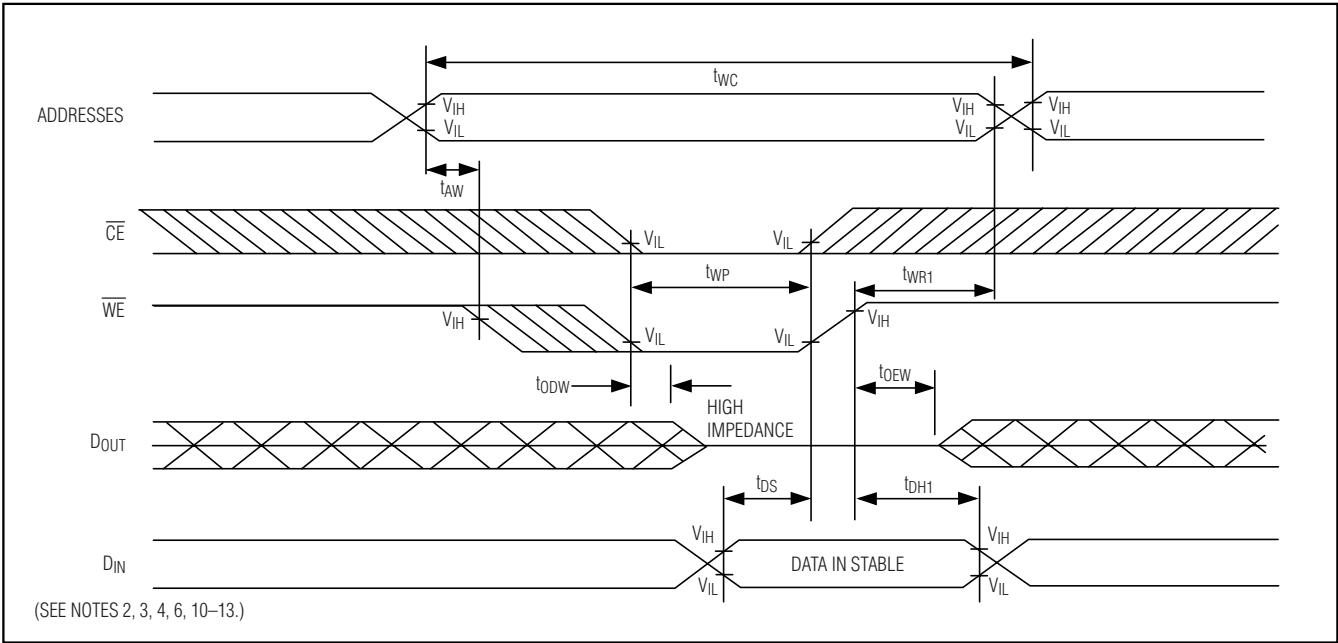 tWC
ADDRESSES
VIH
VIL
VIH
VIL
VIH
VIL
tAW
CE
VIL
VIL
tWP
tWR1
WE
VIH
VIL
VIL
VIH
tODW
tOEW
HIGH
IMPEDANCE
DOUT
tDS
tDH1
VIH
VIH
DIN
DATA IN STABLE
VIL
VIL
(SEE NOTES 2, 3, 4, 6, 10–13.)